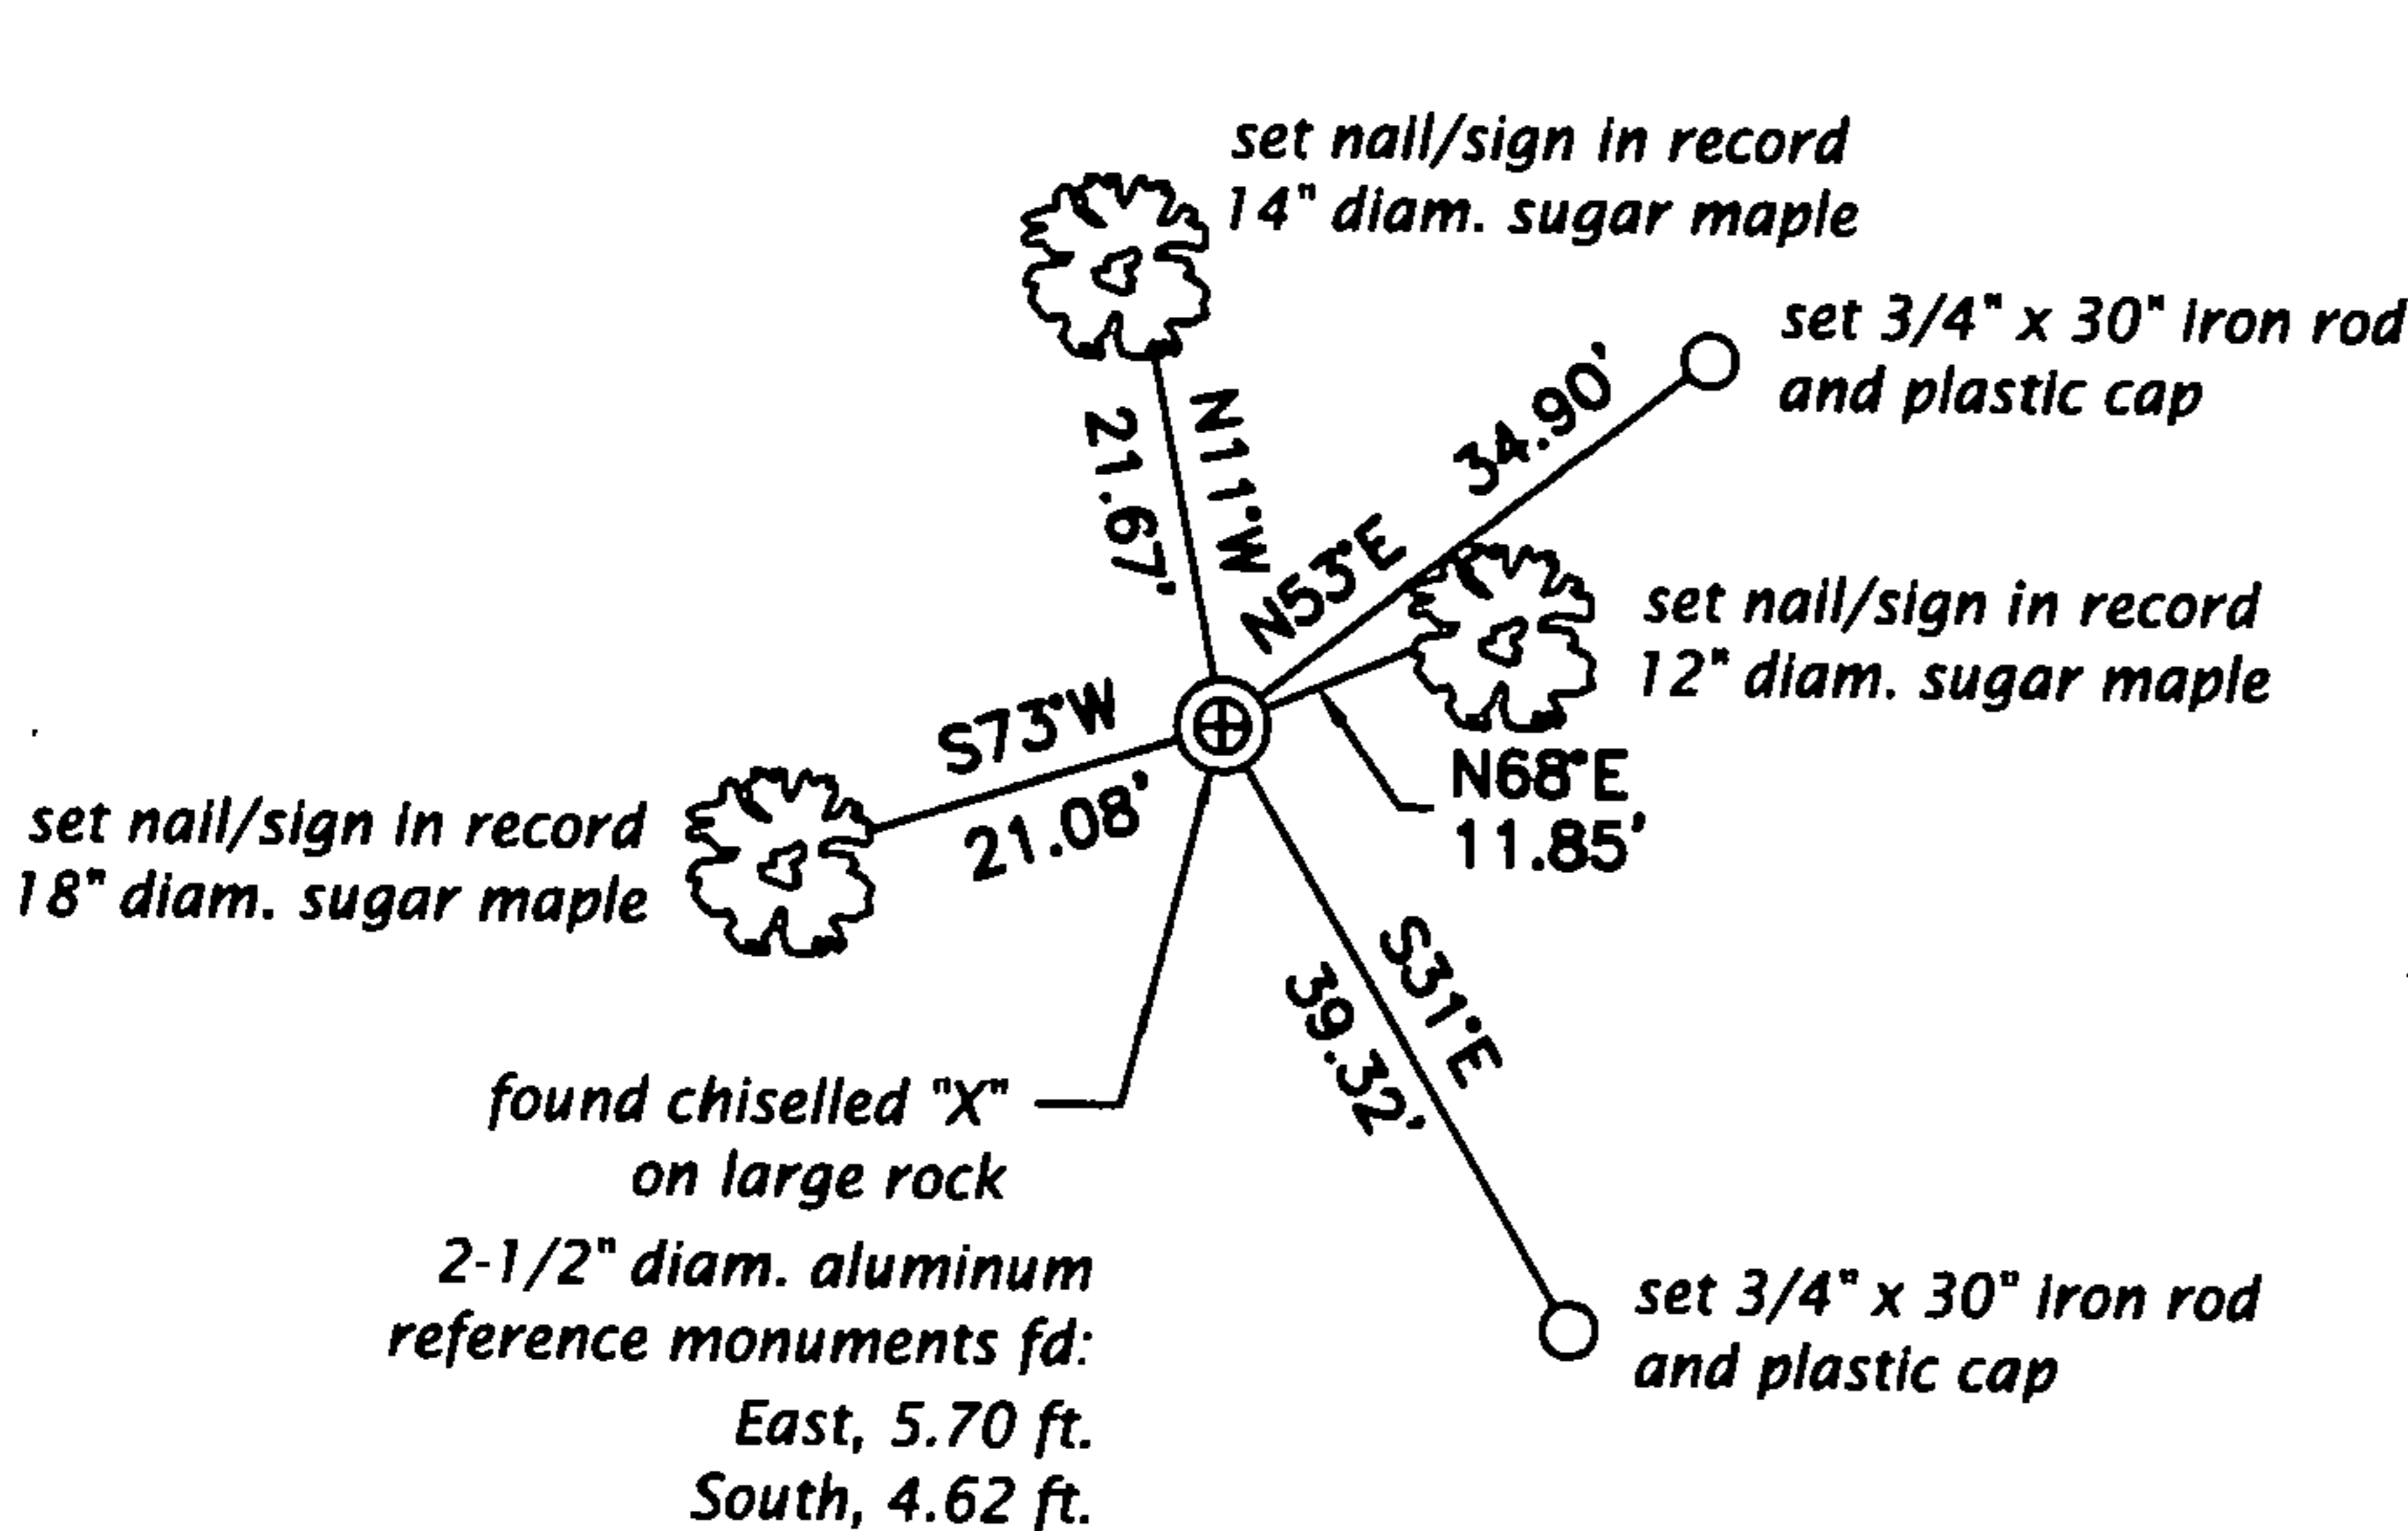 set nail/sign in record
14" diam. sugar maple
set 3/4" x 30" iron rod
and plastic cap
34.90'
N11°W
21.67'
N53°E
set nail/sign in record
12" diam. sugar maple
N68°E
11.85'
S73°W
21.08'
set nail/sign in record
18" diam. sugar maple
S31°E
39.32'
found chiselled "X"
on large rock
2-1/2" diam. aluminum
reference monuments fd:
East, 5.70 ft.
South, 4.62 ft.
set 3/4" x 30" iron rod
and plastic cap